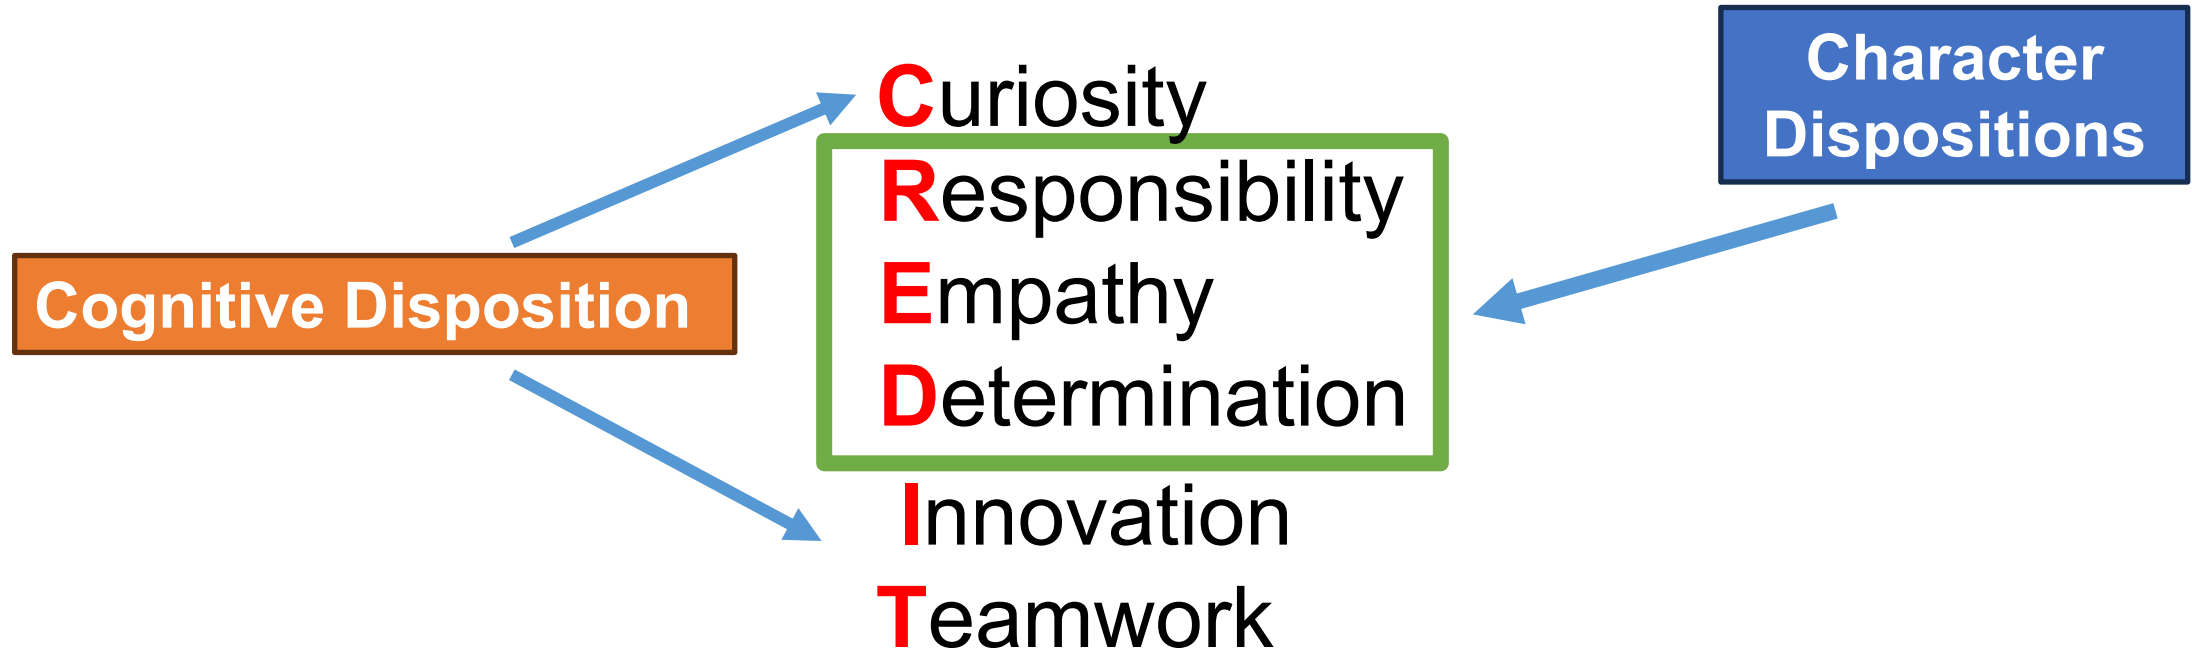 Curiosity
Responsibility
Empathy
Determination
Innovation
Teamwork
Cognitive Disposition
Character
Dispositions